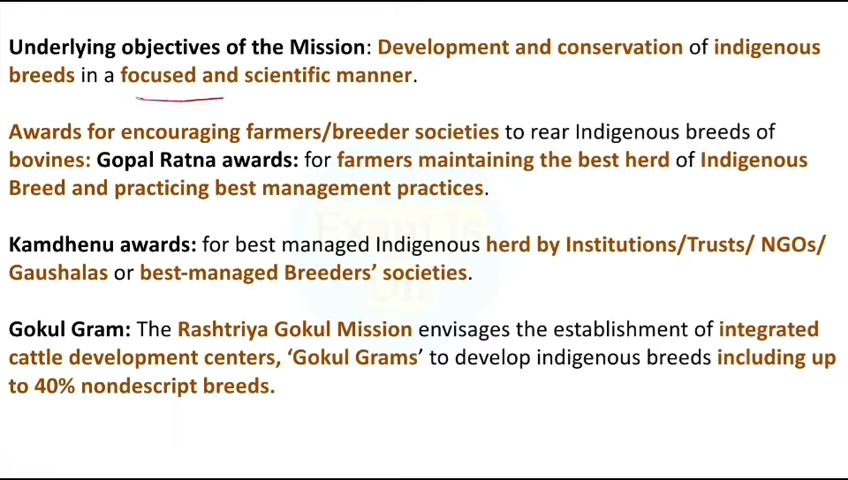 Underlying objectives of the Mission: Development and conservation of indigenous
breeds in a focused and scientific manner.
Awards for encouraging farmers/breeder societies to rear Indigenous breeds of
bovines: Gopal Ratna awards: for farmers maintaining the best herd of Indigenous
Breed and practicing best management practices.
Kamdhenu awards: for best managed Indigenous herd by Institutions/Trusts/ NGOs/
Gaushalas or best-managed Breeders’ societies.
Gokul Gram: The Rashtriya Gokul Mission envisages the establishment of integrated
cattle development centers, ‘Gokul Grams’ to develop indigenous breeds including up
to 40% nondescript breeds.
Exam Is
On